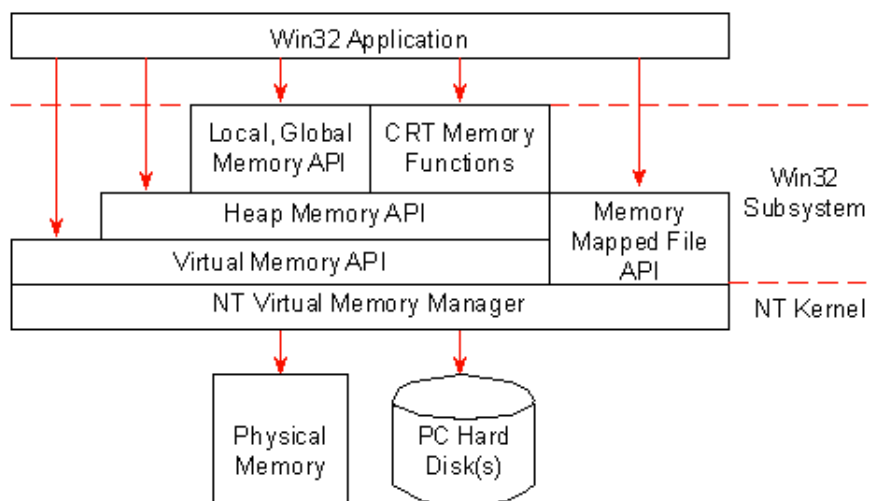 Win32 Application
Local, Global
Memory API
CRT Memory
Functions
Heap Memory API
Memory
Mapped File
API
Win32
Subsystem
Virtual Memory API
NT Virtual Memory Manager
NT Kernel
Physical
Memory
PC Hard
Disk(s)